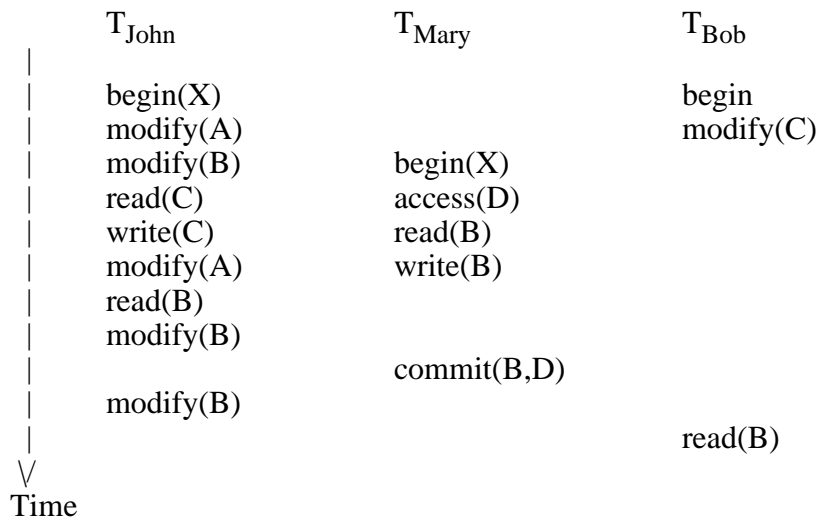 T_John T_Mary T_Bob
begin(X) begin
modify(A) modify(C)
modify(B) begin(X)
read(C) access(D)
write(C) read(B)
modify(A) write(B)
read(B)
modify(B)
commit(B,D)
modify(B)
read(B)
Time